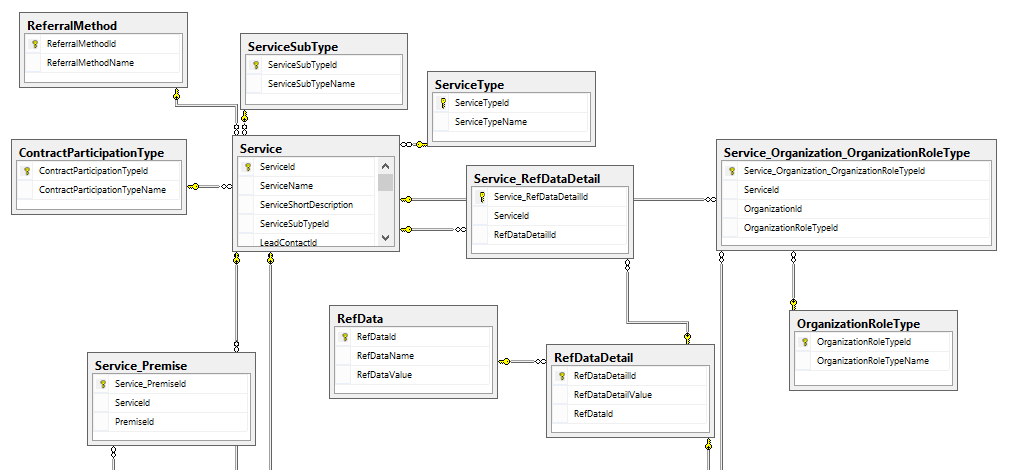 ReferralMethod
ReferralMethodId
ReferralMethodName
ServiceSubType
ServiceSubTypeId
ServiceSubTypeName
ServiceType
ServiceTypeId
ServiceTypeName
ContractParticipationType
ContractParticipationTypeId
ContractParticipationTypeName
Service
ServiceId
ServiceName
ServiceShortDescription
ServiceSubTypeId
LeadContactId
Service_RefDataDetail
Service_RefDataDetailId
ServiceId
RefDataDetailId
Service_Organization_OrganizationRoleType
Service_Organization_OrganizationRoleTypeId
ServiceId
OrganizationId
OrganizationRoleTypeId
RefData
RefDataId
RefDataName
RefDataValue
OrganizationRoleType
OrganizationRoleTypeId
OrganizationRoleTypeName
Service_Premise
Service_PremiseId
ServiceId
PremiseId
RefDataDetail
RefDataDetailId
RefDataDetailValue
RefDataId